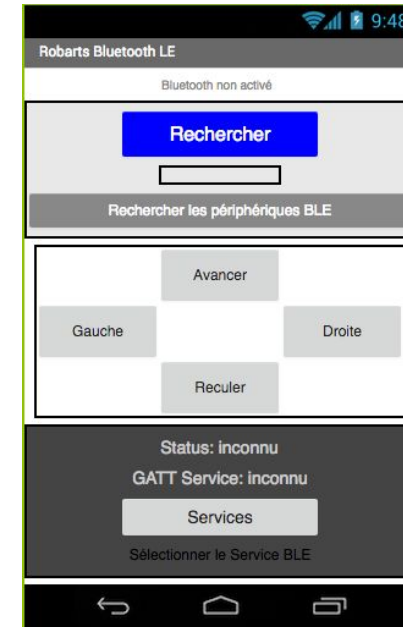 9:48
Robarts Bluetooth LE
Bluetooth non activé
Rechercher
Rechercher les périphériques BLE
Avancer
Gauche
Droite
Reculer
Status: inconnu
GATT Service: inconnu
Services
Sélectionner le Service BLE